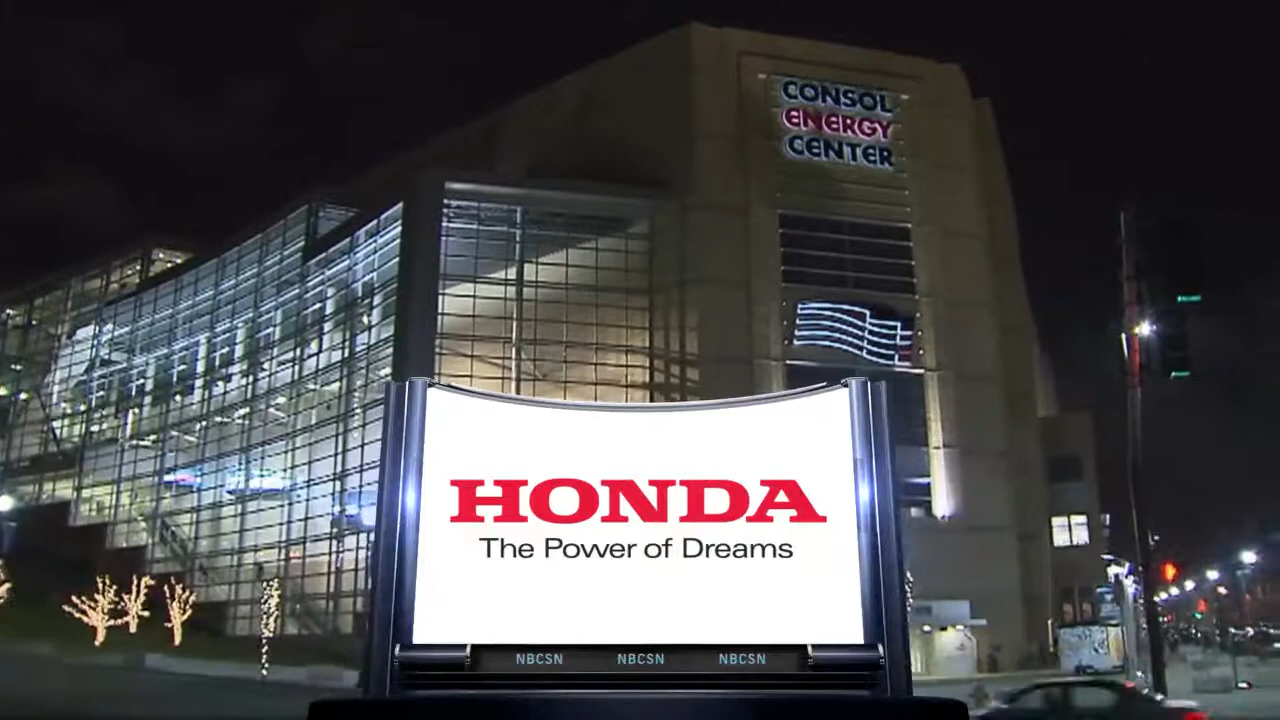 CONSOL
ENERGY
CENTER
HONDA
The Power of Dreams
NBCSN NBCSN NBCSN